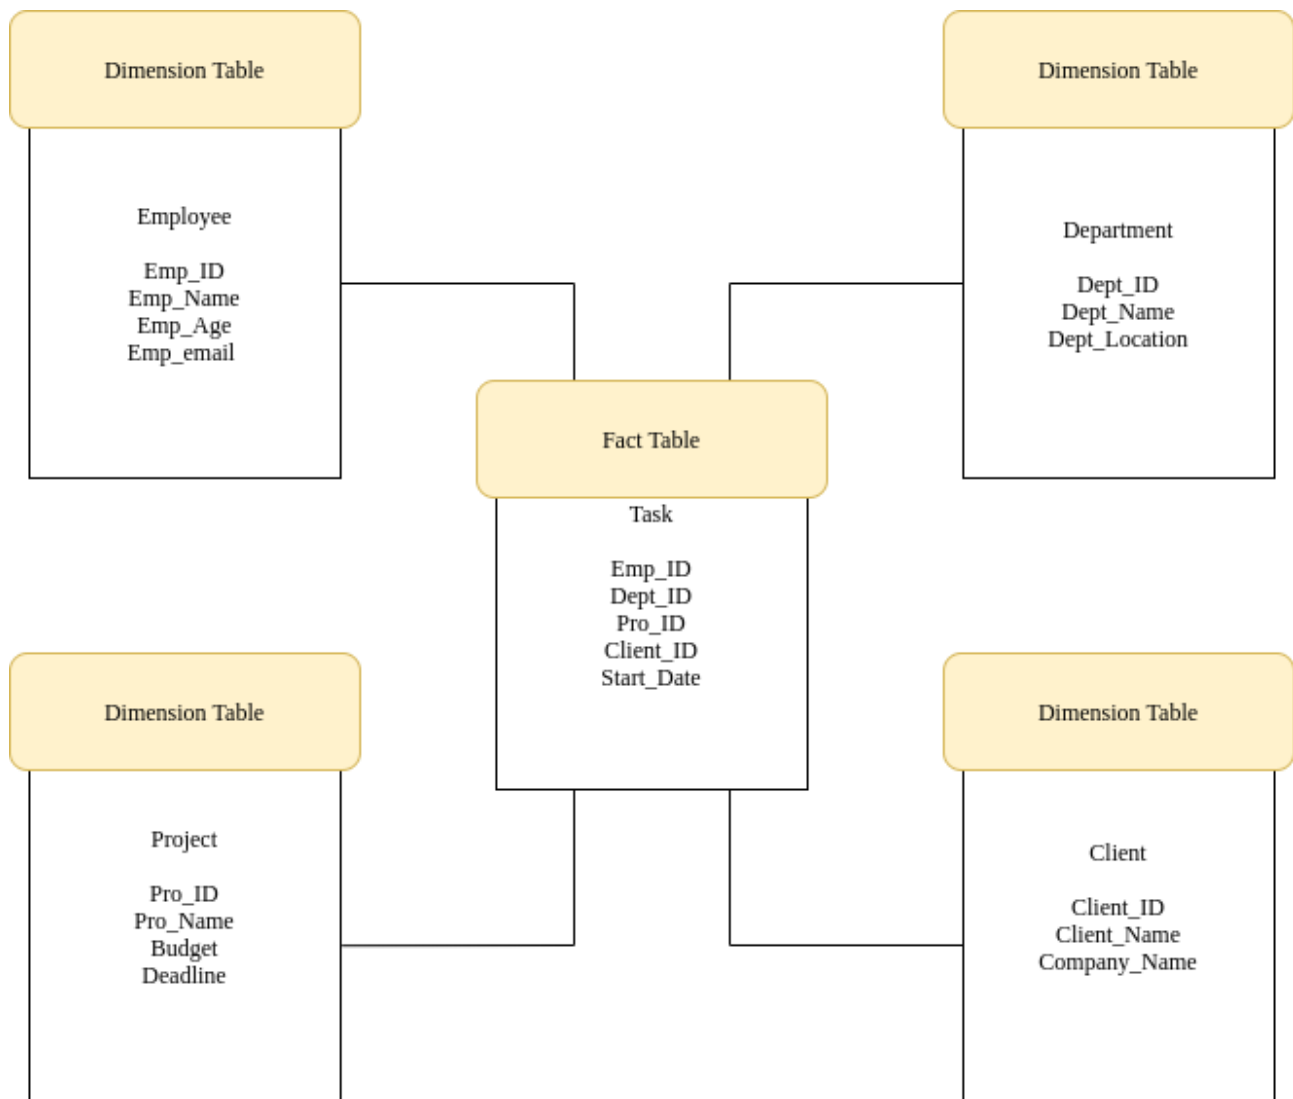 Dimension Table
Employee
Emp_ID
Emp_Name
Emp_Age
Emp_email
Dimension Table
Department
Dept_ID
Dept_Name
Dept_Location
Fact Table
Task
Emp_ID
Dept_ID
Pro_ID
Client_ID
Start_Date
Dimension Table
Project
Pro_ID
Pro_Name
Budget
Deadline
Dimension Table
Client
Client_ID
Client_Name
Company_Name